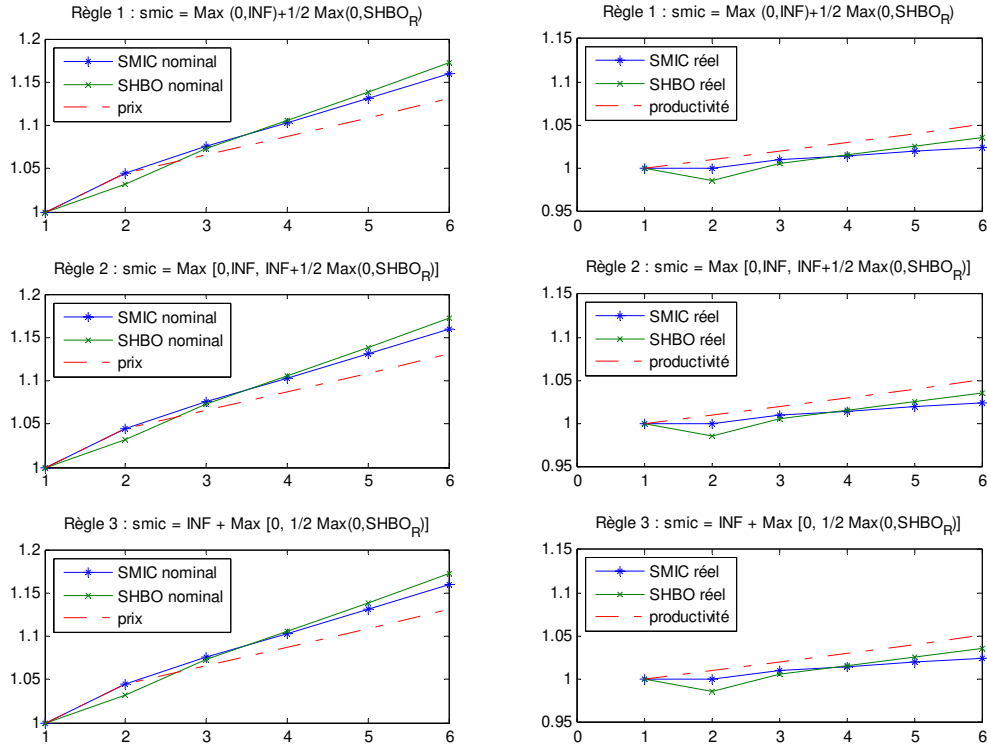 Règle 1 : smic = Max (0,INF)+1/2 Max(0,SHBO_R)
1.2
1.15
1.1
1.05
1
SMIC nominal
SHBO nominal
prix
1 2 3 4 5 6
Règle 1 : smic = Max (0,INF)+1/2 Max(0,SHBO_R)
1.15
1.1
1.05
1
0.95
SMIC réel
SHBO réel
productivité
0 1 2 3 4 5 6
Règle 2 : smic = Max [0,INF, INF+1/2 Max(0,SHBO_R)]
1.2
1.15
1.1
1.05
1
SMIC nominal
SHBO nominal
prix
1 2 3 4 5 6
Règle 2 : smic = Max [0,INF, INF+1/2 Max(0,SHBO_R)]
1.15
1.1
1.05
1
0.95
SMIC réel
SHBO réel
productivité
0 1 2 3 4 5 6
Règle 3 : smic = INF + Max [0, 1/2 Max(0,SHBO_R)]
1.2
1.15
1.1
1.05
1
SMIC nominal
SHBO nominal
prix
1 2 3 4 5 6
Règle 3 : smic = INF + Max [0, 1/2 Max(0,SHBO_R)]
1.15
1.1
1.05
1
0.95
SMIC réel
SHBO réel
productivité
0 1 2 3 4 5 6